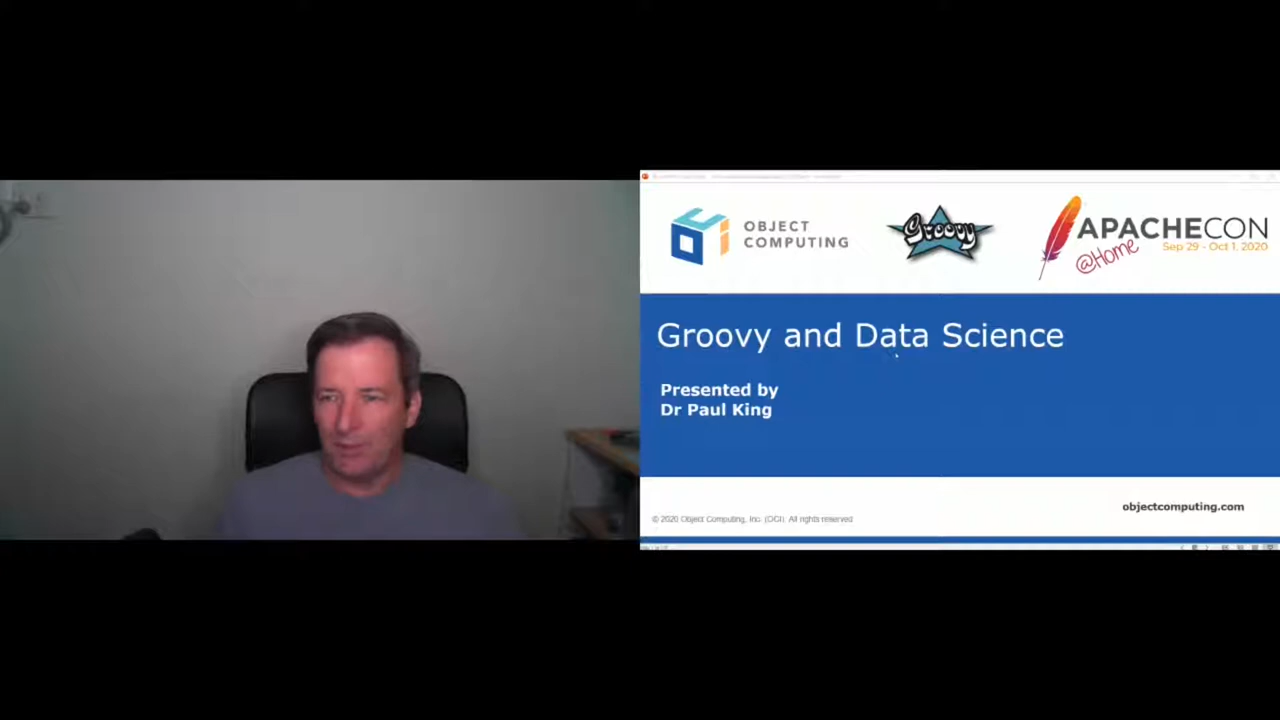 OBJECT
COMPUTING
Groovy
APACHECON
Sep 29 - Oct 1, 2020
@Home
Groovy and Data Science
Presented by
Dr Paul King
objectcomputing.com
© 2020 Object Computing, Inc. (OCI). All rights reserved